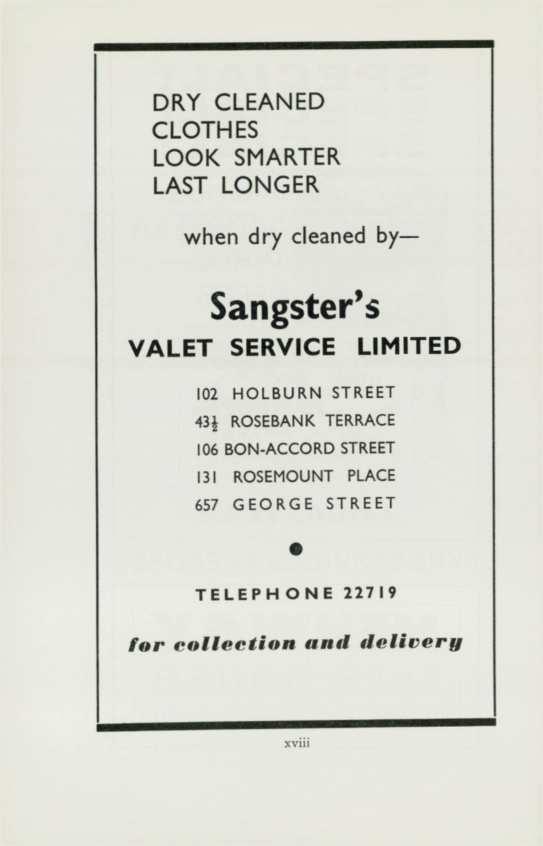 DRY CLEANED
CLOTHES
LOOK SMARTER
LAST LONGER
when dry cleaned by—
Sangster's
VALET SERVICE LIMITED
102 HOLBURN STREET
43½ ROSEBANK TERRACE
106 BON-ACCORD STREET
131 ROSEMOUNT PLACE
657 GEORGE STREET
TELEPHONE 22719
for collection and delivery
xviii